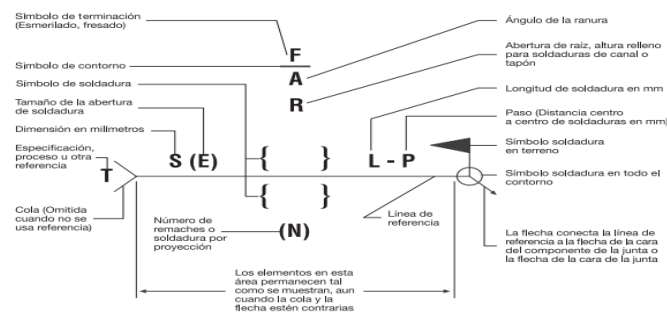 Símbolo de terminación
(Esmerilado, fresado)
Símbolo de contorno
Símbolo de soldadura
Tamaño de la abertura
de soldadura
Dimensión en milímetros
Especificación,
proceso u otra
referencia
Cola (Omitida
cuando no se
usa referencia)
F
A
R
Ángulo de la ranura
Abertura de raíz, altura relleno
para soldaduras de canal o
tapón
Longitud de soldadura en mm
Paso (Distancia centro
a centro de soldaduras en mm
Símbolo soldadura
en terreno
Símbolo soldadura en todo el
contorno
La flecha conecta la línea de
referencia a la flecha de la cara
del componente de la junta o
la flecha de la cara de la junta
T
S (E)
{ }
L - P
{ }
(N)
Número de
remaches o
soldadura por
proyección
Línea de
referencia
Los elementos en esta
área permanecen tal
como se muestran, aun
cuando la cola y la
flecha estén contrarias